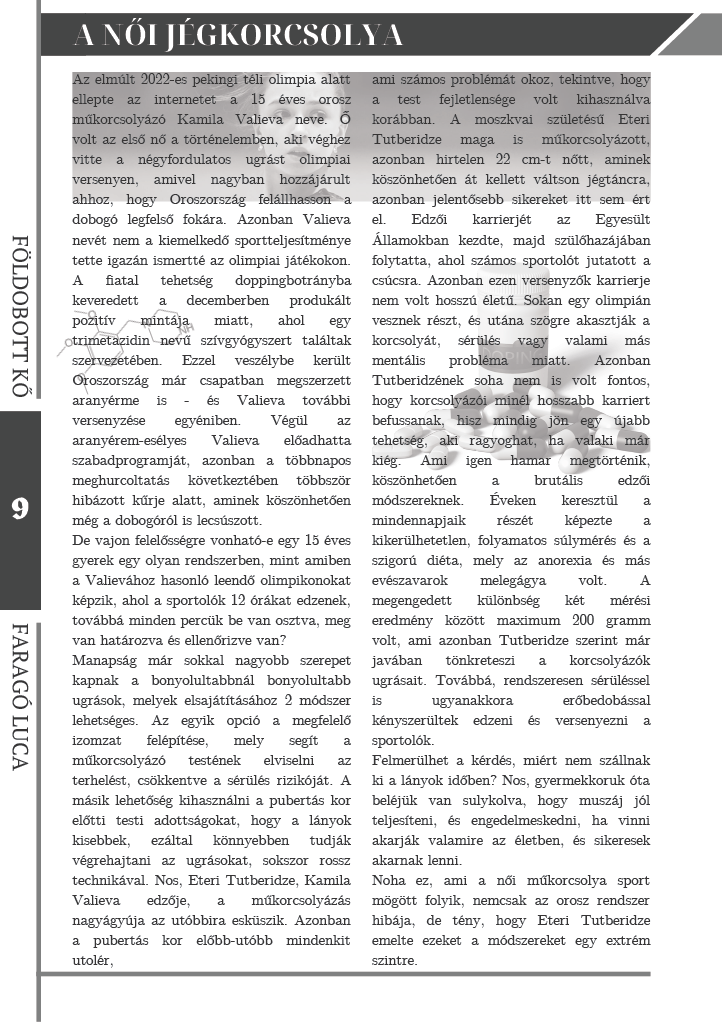 A NŐI JÉGKORCSOLYA
Az elmúlt 2022-es pekingi téli olimpia alatt
ellepte az internetet a 15 éves orosz
műkorcsolyázó Kamila Valieva neve. Ő
volt az első nő a történelemben, aki véghez
vitte a négyfordulatos ugrást olimpiai
versenyen, amivel nagyban hozzájárult
ahhoz, hogy Oroszország felállhasson a
dobogó legfelső fokára. Azonban Valieva
nevét nem a kiemelkedő sportteljesítménye
tette igazán ismertté az olimpiai játékokon.
A fiatal tehetség doppingbotrányba
keveredett a decemberben produkált
pozitív mintája miatt, ahol egy
trimetazidin nevű szívgyógyszert találtak
szervezetében. Ezzel veszélybe került
Oroszország már csapatban megszerzett
aranyérme is - és Valieva további
versenyzése egyéniben. Végül az
aranyérem-esélyes Valieva előadhatta
szabadprogramját, azonban a többnapos
meghurcoltatás következtében többször
hibázott kűrje alatt, aminek köszönhetően
még a dobogóról is lecsúszott.
De vajon felelősségre vonható-e egy 15 éves
gyerek egy olyan rendszerben, mint amiben
a Valievához hasonló leendő olimpikonokat
képzik, ahol a sportolók 12 órákat edzenek,
továbbá minden percük be van osztva, meg
van határozva és ellenőrizve van?
Manapság már sokkal nagyobb szerepet
kapnak a bonyolultabbnál bonyolultabb
ugrások, melyek elsajátításához 2 módszer
lehetséges. Az egyik opció a megfelelő
izomzat felépítése, mely segít a
műkorcsolyázó testének elviselni az
terhelést, csökkentve a sérülés rizikóját. A
másik lehetőség kihasználni a pubertás kor
előtti testi adottságokat, hogy a lányok
kisebbek, ezáltal könnyebben tudják
végrehajtani az ugrásokat, sokszor rossz
technikával. Nos, Eteri Tutberidze, Kamila
Valieva edzője, a műkorcsolyázás
nagyágyúja az utóbbira esküszik. Azonban
a pubertás kor előbb-utóbb mindenkit
utolér,
ami számos problémát okoz, tekintve, hogy
a test fejletlensége volt kihasználva
korábban. A moszkvai születésű Eteri
Tutberidze maga is műkorcsolyázott,
azonban hirtelen 22 cm-t nőtt, aminek
köszönhetően át kellett váltson jégtáncra,
azonban jelentősebb sikereket itt sem ért
el. Edzői karrierjét az Egyesült
Államokban kezdte, majd szülőhazájában
folytatta, ahol számos sportolót jutatott a
csúcsra. Azonban ezen versenyzők karrierje
nem volt hosszú életű. Sokan egy olimpián
vesznek részt, és utána szögre akasztják a
korcsolyát, sérülés vagy valami más
mentális probléma miatt. Azonban
Tutberidzének soha nem is volt fontos,
hogy korcsolyázói minél hosszabb karriert
befussanak, hisz mindig jön egy újabb
tehetség, aki ragyoghat, ha valaki már
kiég. Ami igen hamar megtörténik,
köszönhetően a brutális edzői
módszereknek. Éveken keresztül a
mindennapjaik részét képezte a
kikerülhetetlen, folyamatos súlymérés és a
szigorú diéta, mely az anorexia és más
evészavarok melegágya volt. A
megengedett különbség két mérési
eredmény között maximum 200 gramm
volt, ami azonban Tutberidze szerint már
javában tönkreteszi a korcsolyázók
ugrásait. Továbbá, rendszeresen sérüléssel
is ugyanakkora erőbedobással
kényszerültek edzeni és versenyezni a
sportolók.
Felmerülhet a kérdés, miért nem szállnak
ki a lányok időben? Nos, gyermekkoruk óta
beléjük van sulykolva, hogy muszáj jól
teljesíteni, és engedelmeskedni, ha vinni
akarják valamire az életben, és sikeresek
akarnak lenni.
Noha ez, ami a női műkorcsolya sport
mögött folyik, nemcsak az orosz rendszer
hibája, de tény, hogy Eteri Tutberidze
emelte ezeket a módszereket egy extrém
szintre.
FÖLDOBOTT KŐ
9
FARAGÓ LUCA